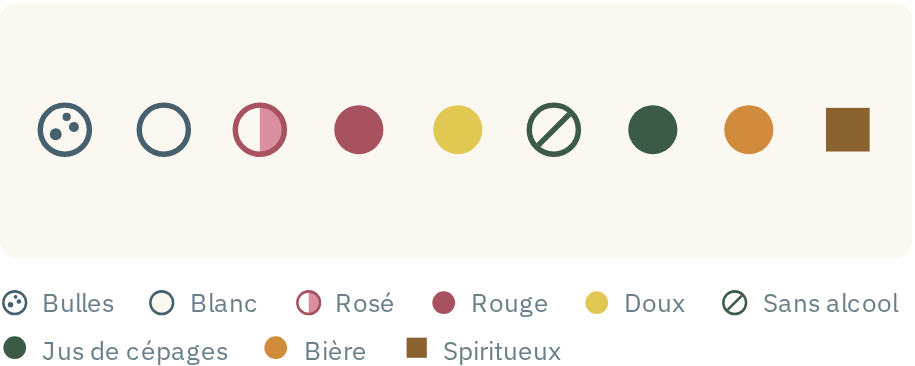 Bulles Blanc Rosé Rouge Doux Sans alcool
Jus de cépages Bière Spiritueux